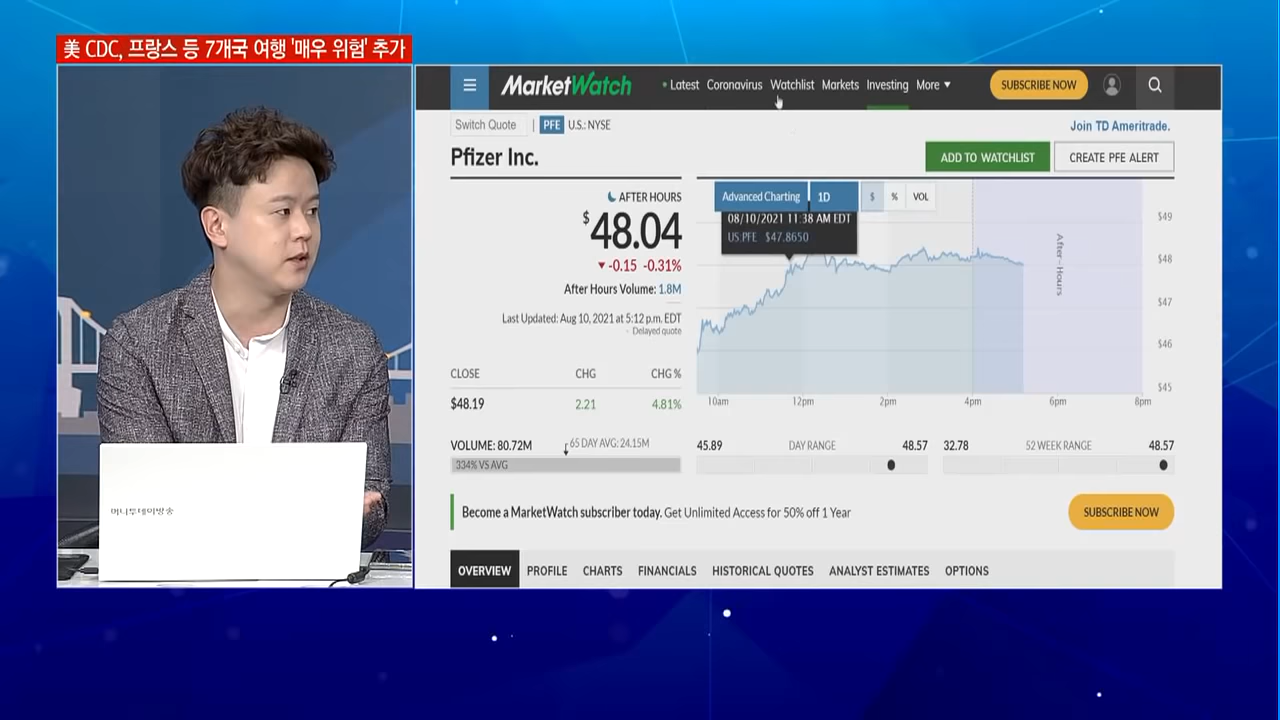 美 CDC, 프랑스 등 7개국 여행 '매우 위험' 추가
MarketWatch
Latest Coronavirus Watchlist Markets Investing More
SUBSCRIBE NOW
Switch Quote | PFE U.S.: NYSE
Join TD Ameritrade.
Pfizer Inc.
ADD TO WATCHLIST
CREATE PFE ALERT
AFTER HOURS
$48.04
-0.15 -0.31%
After Hours Volume: 1.8M
Last Updated: Aug 10, 2021 at 5:12 p.m. EDT
Delayed quote
CLOSE CHG CHG %
$48.19 2.21 4.81%
VOLUME: 80.72M 65 DAY AVG: 24.15M
334% VS AVG
Advanced Charting 1D $ % VOL
08/10/2021 11:38 AM EDT
US:PFE $47.8650
After-Hours
$49
$48
$47
$46
$45
10am 12pm 2pm 4pm 6pm 8pm
45.89 DAY RANGE 48.57
32.78 52 WEEK RANGE 48.57
Become a MarketWatch subscriber today. Get Unlimited Access for 50% off 1 Year
SUBSCRIBE NOW
OVERVIEW PROFILE CHARTS FINANCIALS HISTORICAL QUOTES ANALYST ESTIMATES OPTIONS
머니투데이방송